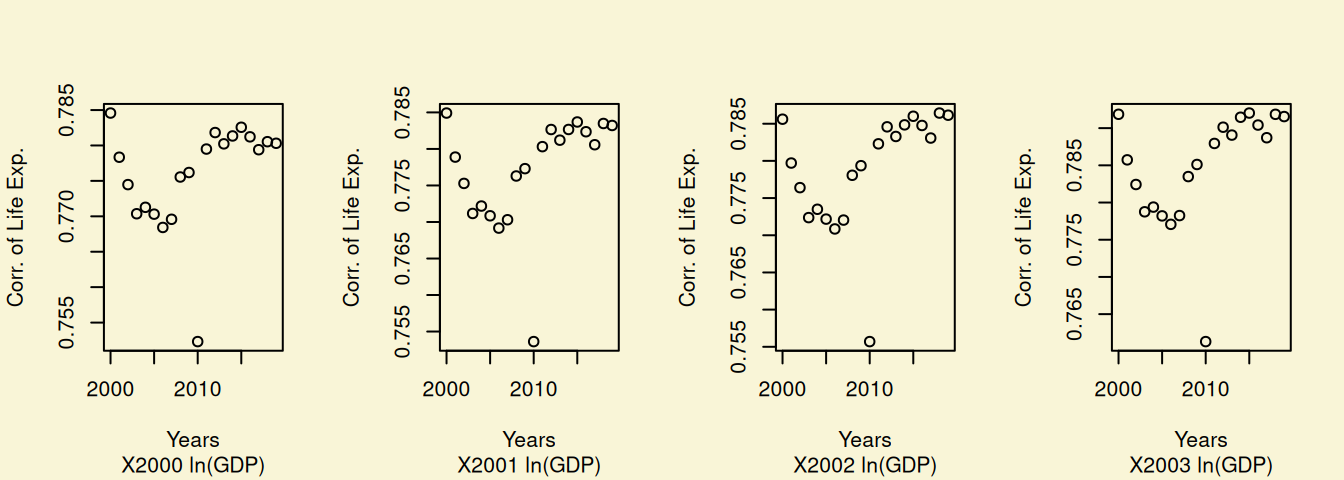 Corr. of Life Exp.
0.755 0.770 0.785
2000 2010
Years
X2000 ln(GDP)
Corr. of Life Exp.
0.755 0.765 0.775 0.785
2000 2010
Years
X2001 ln(GDP)
Corr. of Life Exp.
0.755 0.765 0.775 0.785
2000 2010
Years
X2002 ln(GDP)
Corr. of Life Exp.
0.765 0.775 0.785
2000 2010
Years
X2003 ln(GDP)